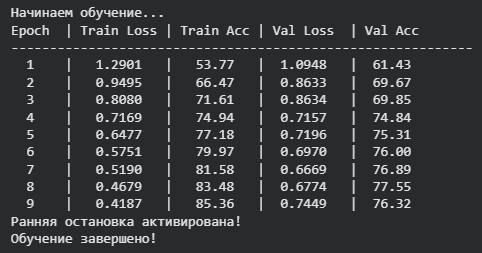 Начинаем обучение...
Epoch | Train Loss | Train Acc | Val Loss | Val Acc
------------------------------------------------------------
1 | 1.2901 | 53.77 | 1.0948 | 61.43
2 | 0.9495 | 66.47 | 0.8633 | 69.67
3 | 0.8080 | 71.61 | 0.8634 | 69.85
4 | 0.7169 | 74.94 | 0.7157 | 74.84
5 | 0.6477 | 77.18 | 0.7196 | 75.31
6 | 0.5751 | 79.97 | 0.6970 | 76.00
7 | 0.5190 | 81.58 | 0.6669 | 76.89
8 | 0.4679 | 83.48 | 0.6774 | 77.55
9 | 0.4187 | 85.36 | 0.7449 | 76.32
Ранняя остановка активирована!
Обучение завершено!